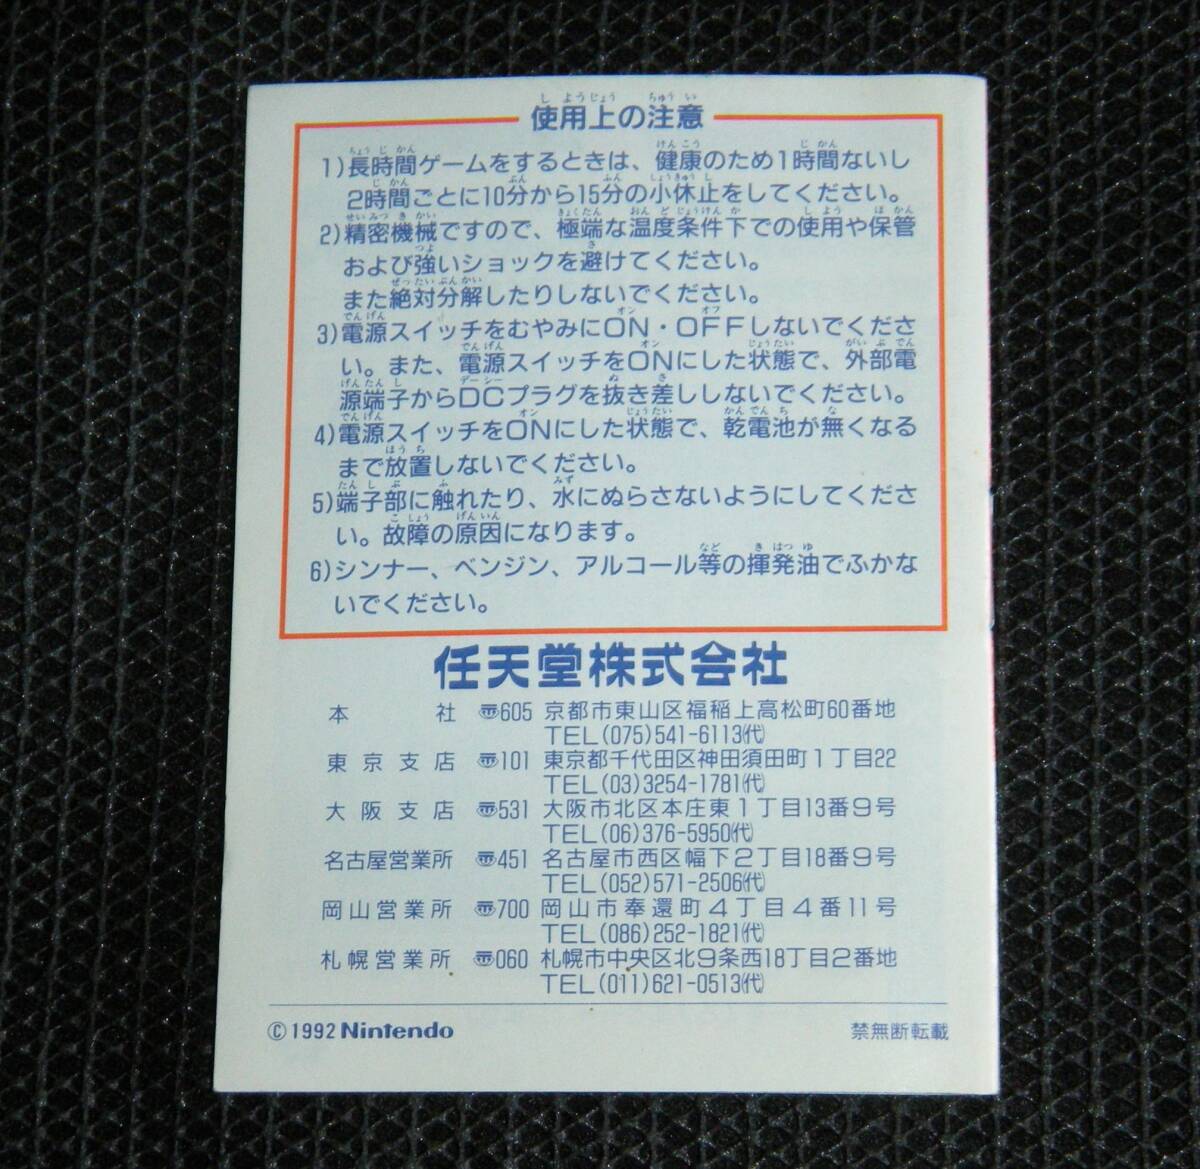 使用上の注意
1)長時間ゲームをするときは、健康のため1時間ないし
2時間ごとに10分から15分の小休止をしてください。
2)精密機械ですので、極端な温度条件下での使用や保管
および強いショックを避けてください。
また絶対分解したりしないでください。
3)電源スイッチをむやみにON・OFFしないでくださ
い。また、電源スイッチをONにした状態で、外部電
源端子からDCプラグを抜き差ししないでください。
4)電源スイッチをONにした状態で、乾電池が無くなる
まで放置しないでください。
5)端子部に触れたり、水にぬらさないようにしてくださ
い。故障の原因になります。
6)シンナー、ベンジン、アルコール等の揮発油でふかな
いでください。
任天堂株式会社
本社 〠605 京都市東山区福稲上高松町60番地
TEL(075)541-6113(代)
東京支店 〠101 東京都千代田区神田須田町1丁目22
TEL(03)3254-1781(代)
大阪支店 〠531 大阪市北区本庄東1丁目13番9号
TEL(06)376-5950(代)
名古屋営業所 〠451 名古屋市西区幅下2丁目18番9号
TEL(052)571-2506(代)
岡山営業所 〠700 岡山市奉還町4丁目4番11号
TEL(086)252-1821(代)
札幌営業所 〠060 札幌市中央区北9条西18丁目2番地
TEL(011)621-0513(代)
©1992 Nintendo 禁無断転載